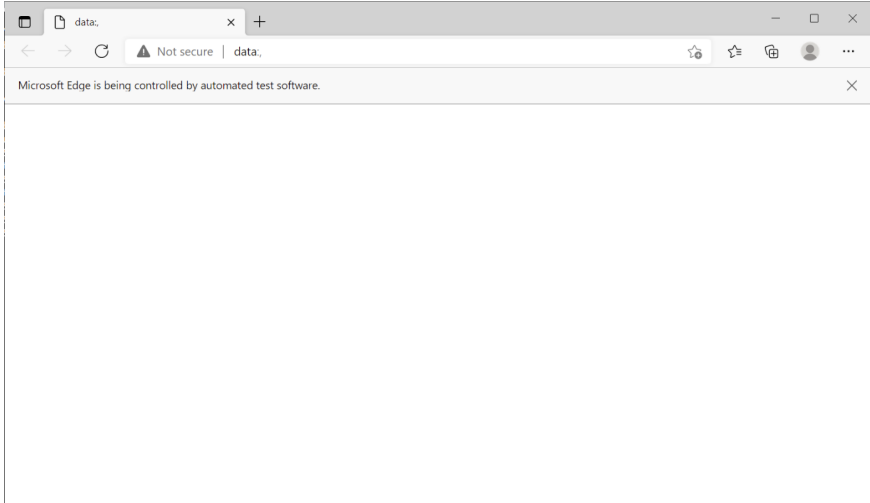 data:,
Not secure | data:,
Microsoft Edge is being controlled by automated test software.